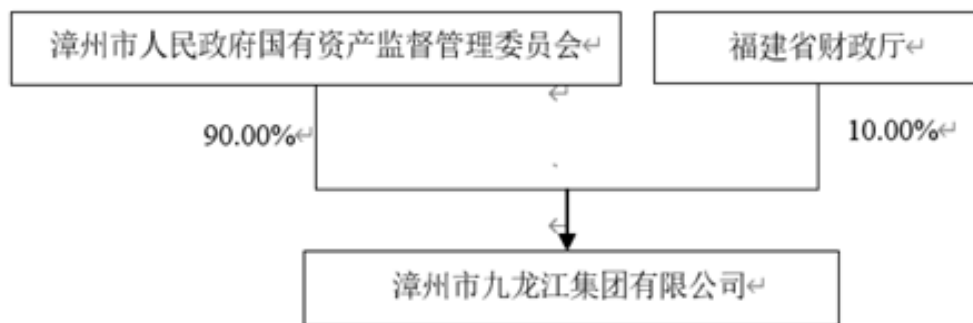 漳州市人民政府国有资产监督管理委员会
福建省财政厅
90.00%
10.00%
漳州市九龙江集团有限公司